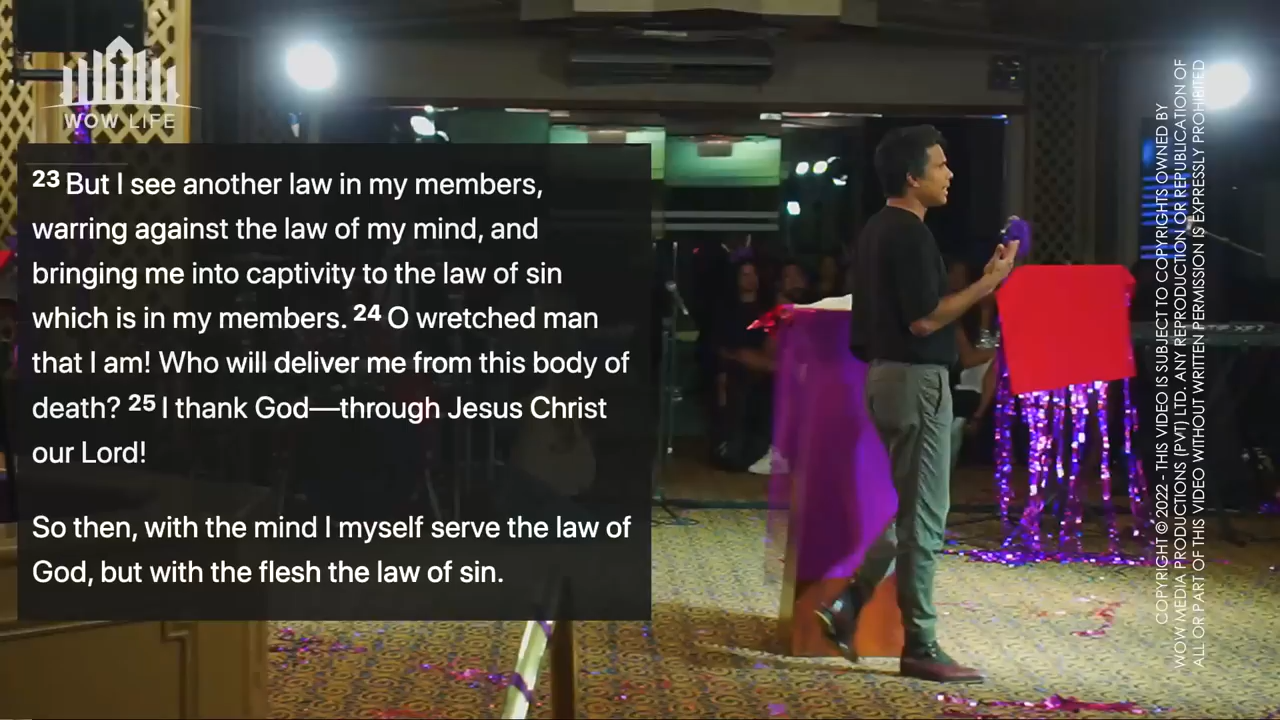 WOW LIFE
23 But I see another law in my members,
warring against the law of my mind, and
bringing me into captivity to the law of sin
which is in my members. 24 O wretched man
that I am! Who will deliver me from this body of
death? 25 I thank God—through Jesus Christ
our Lord!
So then, with the mind I myself serve the law of
God, but with the flesh the law of sin.
COPYRIGHT © 2022 - THIS VIDEO IS SUBJECT TO COPYRIGHTS OWNED BY
WOW MEDIA PRODUCTIONS (PVT) LTD. ANY REPRODUCTION OR REPUBLICATION OF
ALL OR PART OF THIS VIDEO WITHOUT WRITTEN PERMISSION IS EXPRESSLY PROHIBITED